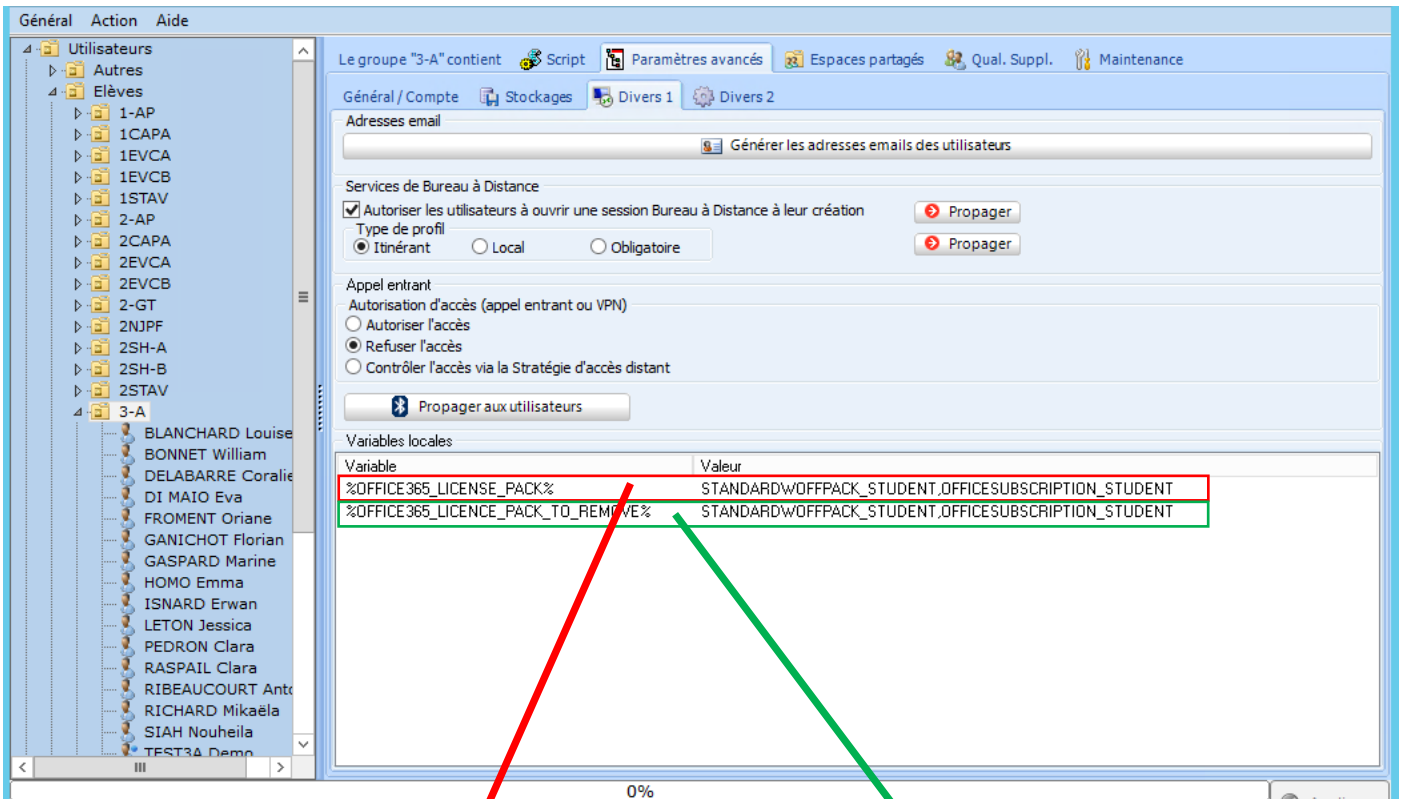 Général Action Aide
Utilisateurs
Autres
Elèves
1-AP
1CAPA
1EVCA
1EVCB
1STAV
2-AP
2CAPA
2EVCA
2EVCB
2-GT
2NJPF
2SH-A
2SH-B
2STAV
3-A
BLANCHARD Louise
BONNET William
DELABARRE Coralie
DI MAIO Eva
FROMENT Oriane
GANICHOT Florian
GASPARD Marine
HOMO Emma
ISNARD Erwan
LETON Jessica
PEDRON Clara
RASPAIL Clara
RIBEAUCOURT Anto
RICHARD Mikaëla
SIAH Nouheila
TEST3A Demo
Le groupe "3-A" contient Script Paramètres avancés Espaces partagés Qual. Suppl. Maintenance
Général / Compte Stockages Divers 1 Divers 2
Adresses email
Générer les adresses emails des utilisateurs
Services de Bureau à Distance
Autoriser les utilisateurs à ouvrir une session Bureau à Distance à leur création Propager
Type de profil
Itinérant Local Obligatoire Propager
Appel entrant
Autorisation d'accès (appel entrant ou VPN)
Autoriser l'accès
Refuser l'accès
Contrôler l'accès via la Stratégie d'accès distant
Propager aux utilisateurs
Variables locales
Variable Valeur
%OFFICE365_LICENSE_PACK% STANDARDWOFFPACK_STUDENT,OFFICESUBSCRIPTION_STUDENT
%OFFICE365_LICENCE_PACK_TO_REMOVE% STANDARDWOFFPACK_STUDENT,OFFICESUBSCRIPTION_STUDENT
0%